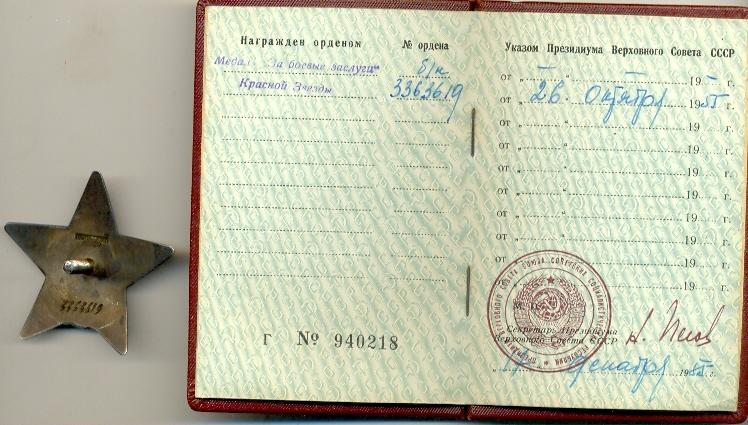 Награжден орденом
№ ордена
Медаль "За боевые заслуги"
б/н
Красной Звезды
3363619
Г № 940218
Указом Президиума Верховного Совета СССР
от „ — “ — 19 — г.
от „ 26 “ октября 1955 г.
от „ “ 19 г.
от „ “ 19 г.
от „ “ 19 г.
от „ “ 19 г.
от „ “ 19 г.
от „ “ 19 г.
от „ “ 19 г.
от „ “ 19 г.
Секретарь Президиума
Верховного Совета СССР
декабря 1955 г.